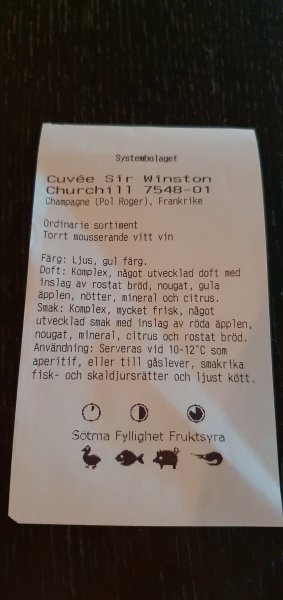 Systembolaget
Cuvée Sir Winston
Churchill 7548-01
Champagne (Pol Roger), Frankrike
Ordinarie sortiment
Torrt mousserande vitt vin
Färg: Ljus, gul färg.
Doft: Komplex, något utvecklad doft med
inslag av rostat bröd, nougat, gula
äpplen, nötter, mineral och citrus.
Smak: Komplex, mycket frisk, något
utvecklad smak med inslag av röda äpplen,
nougat, mineral, citrus och rostat bröd.
Användning: Serveras vid 10-12°C som
aperitif, eller till gåslever, smakrika
fisk- och skaldjursrätter och ljust kött.
Sötma Fyllighet Fruktsyra